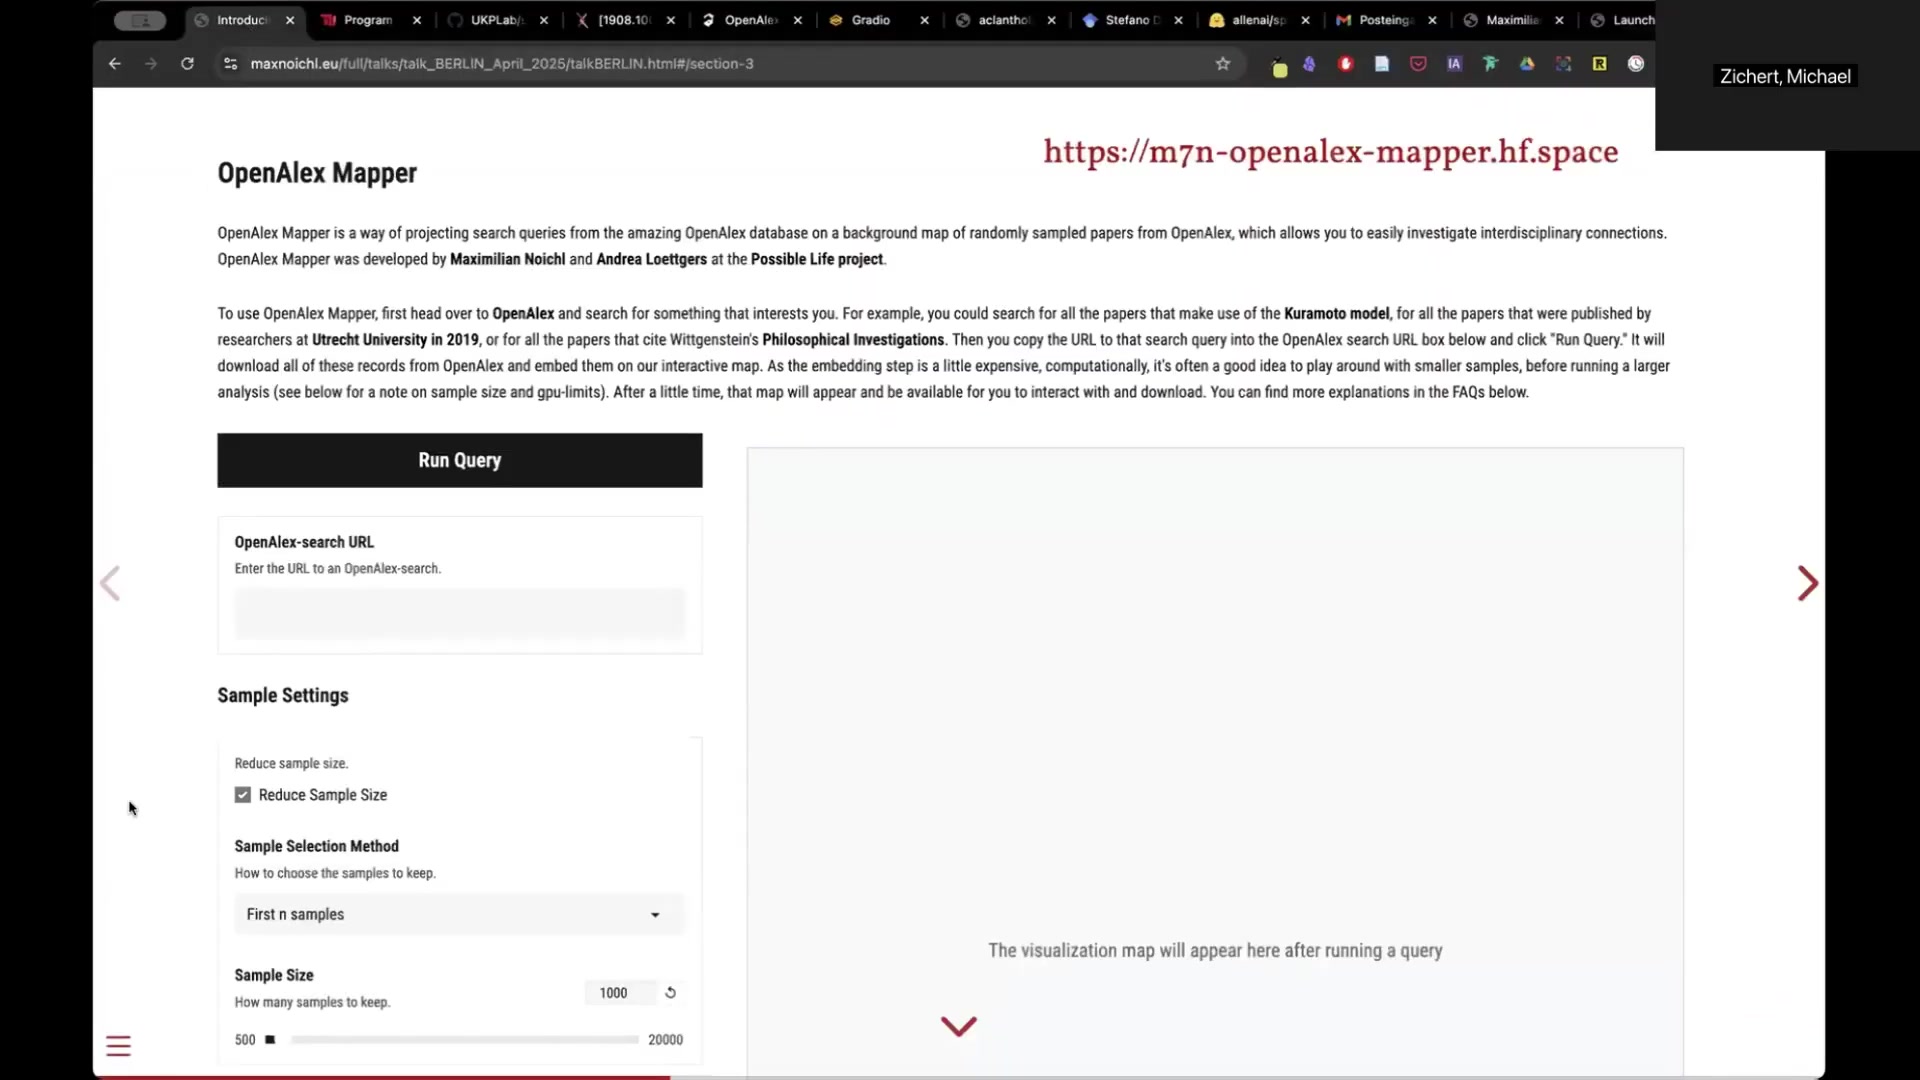 Introduci
Program
UKPLab/
[1908.10
OpenAlex
Gradio
aclantho
Stefano D
allenai/sp
Posteing
Maximilia
Launch
maxnoichl.eu/full/talks/talk_BERLIN_April_2025/talkBERLIN.html#/section-3
IA
R
Zichert, Michael
https://m7n-openalex-mapper.hf.space
OpenAlex Mapper
OpenAlex Mapper is a way of projecting search queries from the amazing OpenAlex database on a background map of randomly sampled papers from OpenAlex, which allows you to easily investigate interdisciplinary connections.
OpenAlex Mapper was developed by Maximilian Noichl and Andrea Loettgers at the Possible Life project.
To use OpenAlex Mapper, first head over to OpenAlex and search for something that interests you. For example, you could search for all the papers that make use of the Kuramoto model, for all the papers that were published by
researchers at Utrecht University in 2019, or for all the papers that cite Wittgenstein's Philosophical Investigations. Then you copy the URL to that search query into the OpenAlex search URL box below and click "Run Query." It will
download all of these records from OpenAlex and embed them on our interactive map. As the embedding step is a little expensive, computationally, it's often a good idea to play around with smaller samples, before running a larger
analysis (see below for a note on sample size and gpu-limits). After a little time, that map will appear and be available for you to interact with and download. You can find more explanations in the FAQs below.
Run Query
OpenAlex-search URL
Enter the URL to an OpenAlex-search.
Sample Settings
Reduce sample size.
Reduce Sample Size
Sample Selection Method
How to choose the samples to keep.
First n samples
Sample Size
How many samples to keep.
1000
500
20000
The visualization map will appear here after running a query